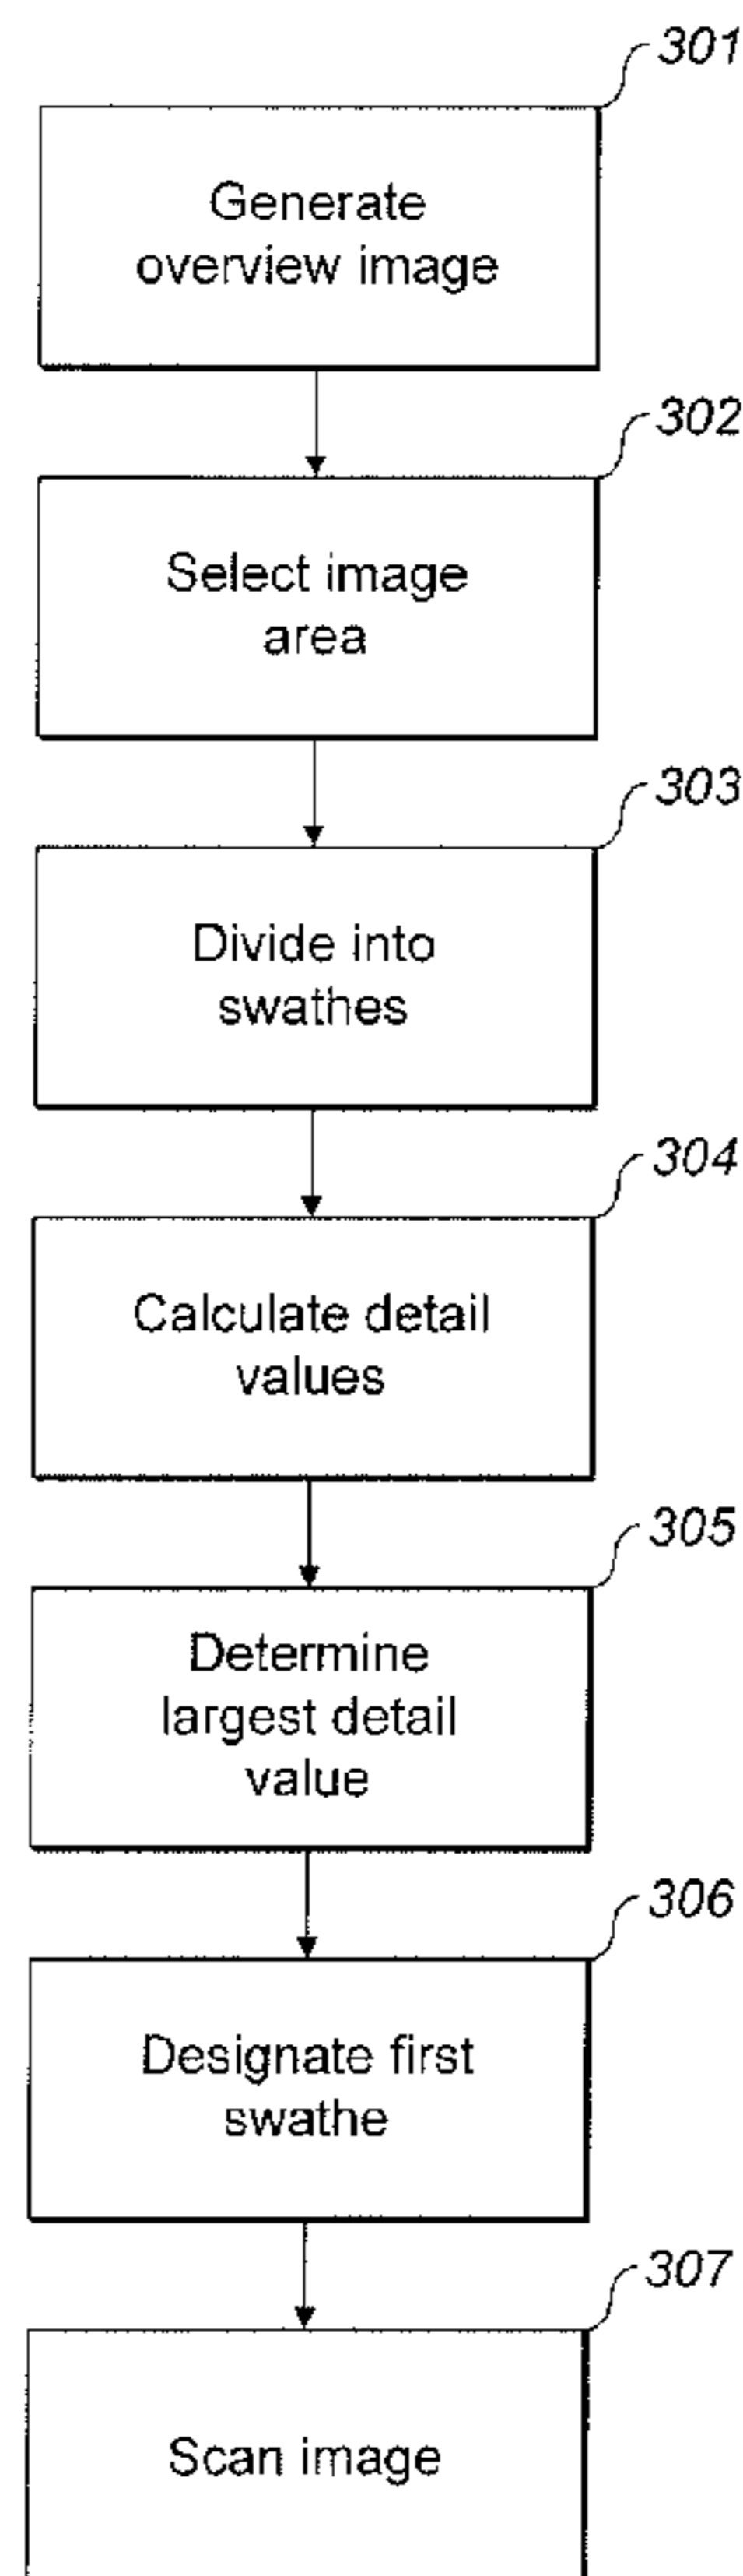 301
Generate
overview image
302
Select image
area
303
Divide into
swathes
304
Calculate detail
values
305
Determine
largest detail
value
306
Designate first
swathe
307
Scan image